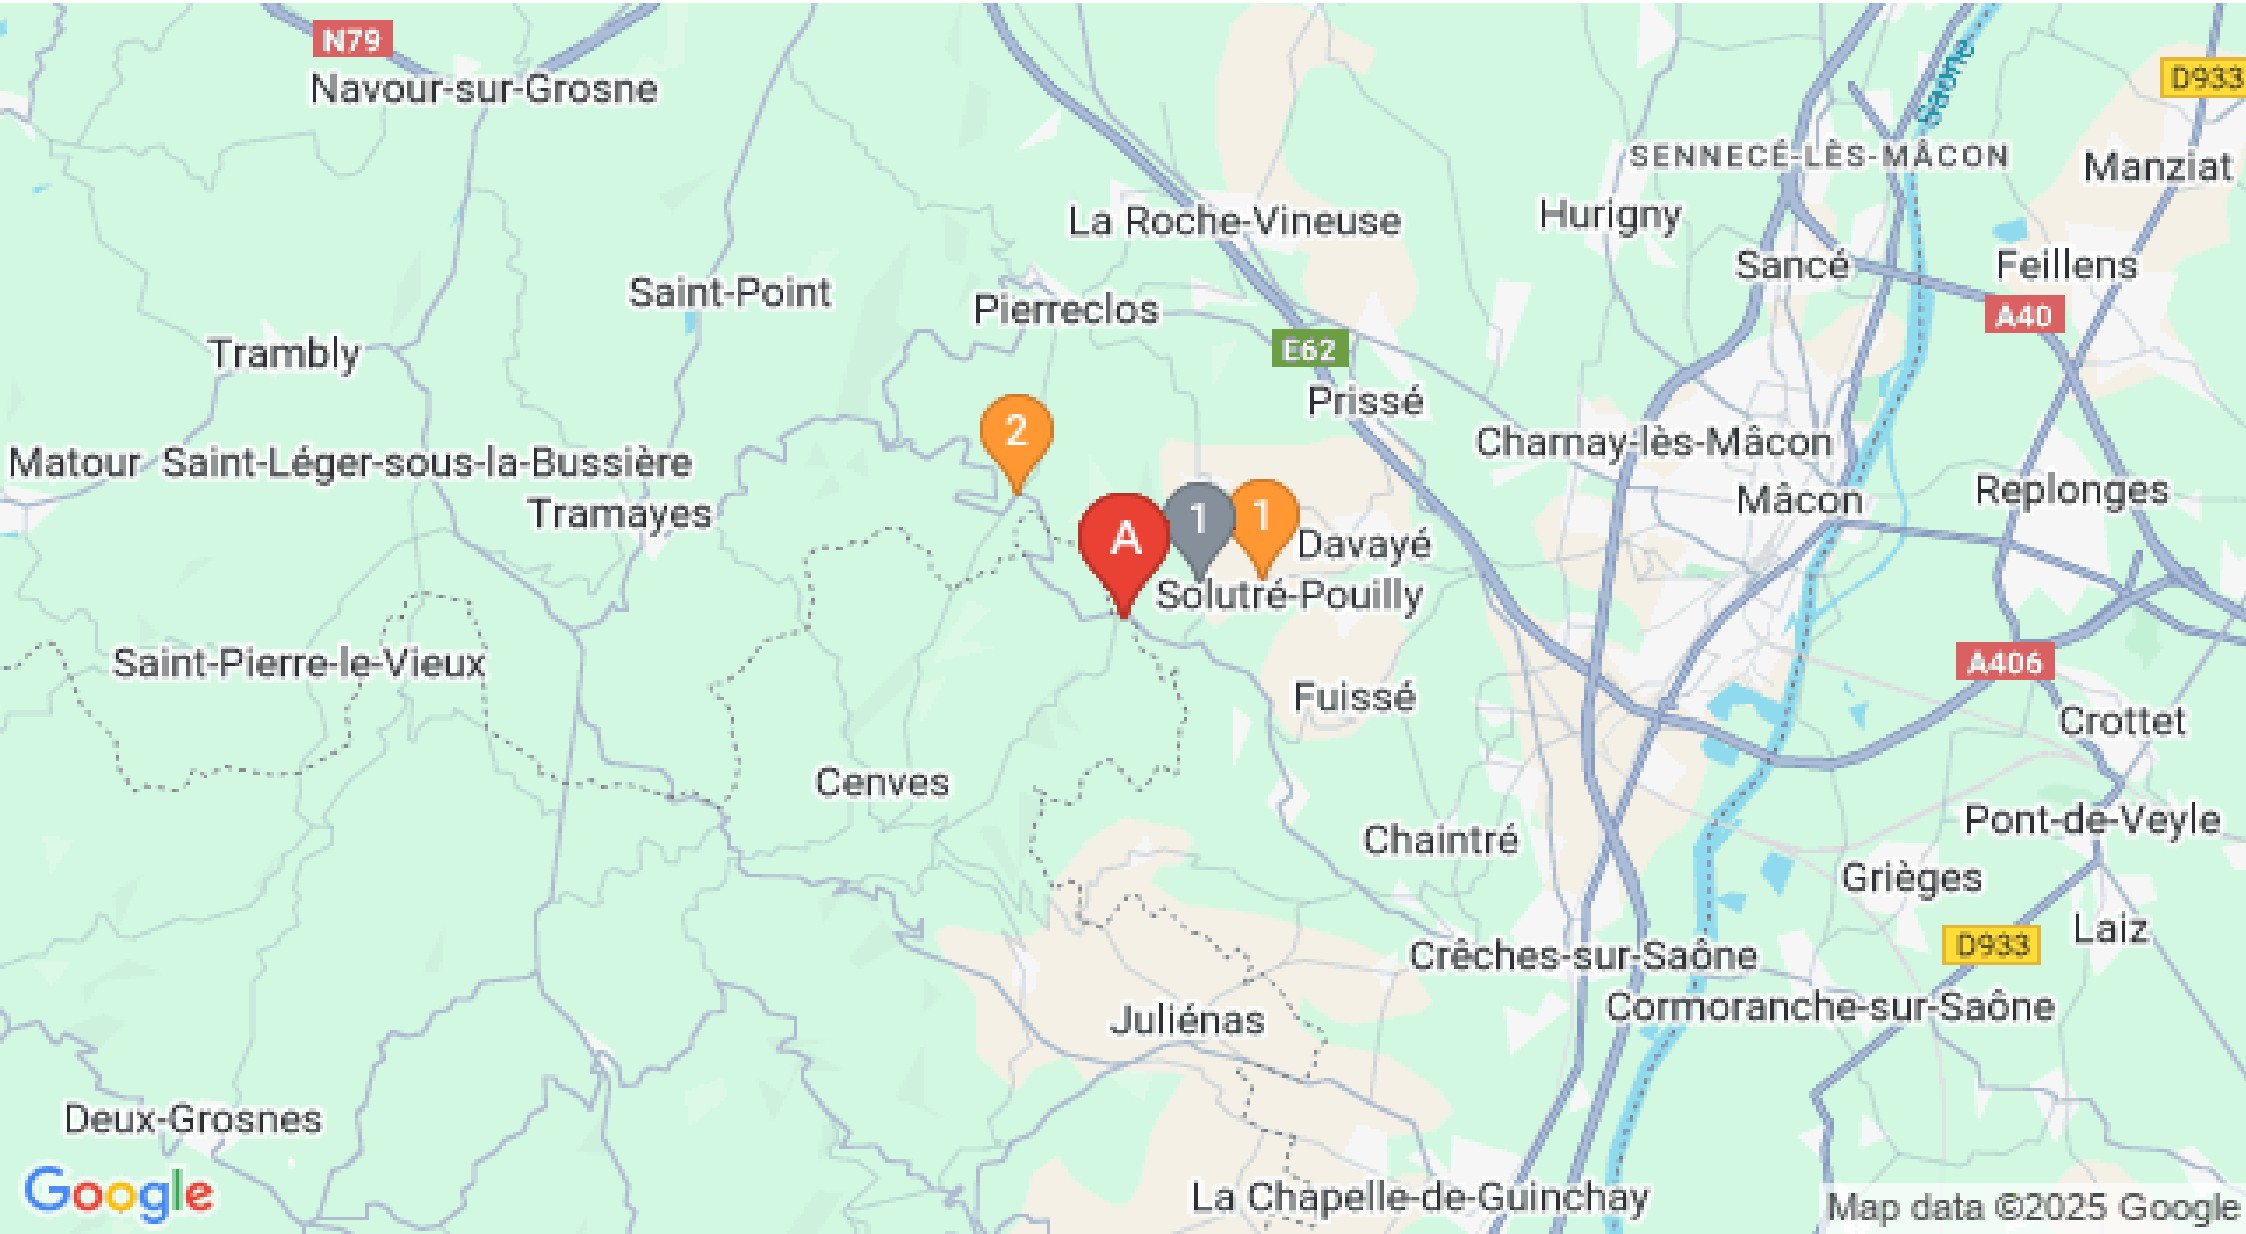 N79
Navour-sur-Grosne
Saône
D933
SENNECÉ-LÈS-MÂCON
Manziat
La Roche-Vineuse
Hurigny
Sancé
Feillens
Saint-Point
Pierreclos
A40
Trambly
E62
Prissé
2
Charnay-lès-Mâcon
Matour
Saint-Léger-sous-la-Bussière
Mâcon
Replonges
Tramayes
A
1
1
Davayé
Solutré-Pouilly
Saint-Pierre-le-Vieux
A406
Fuissé
Crottet
Cenves
Pont-de-Veyle
Chaintré
Grièges
Laiz
D933
Crêches-sur-Saône
Cormoranche-sur-Saône
Juliénas
Deux-Grosnes
La Chapelle-de-Guinchay
Google
Map data ©2025 Google